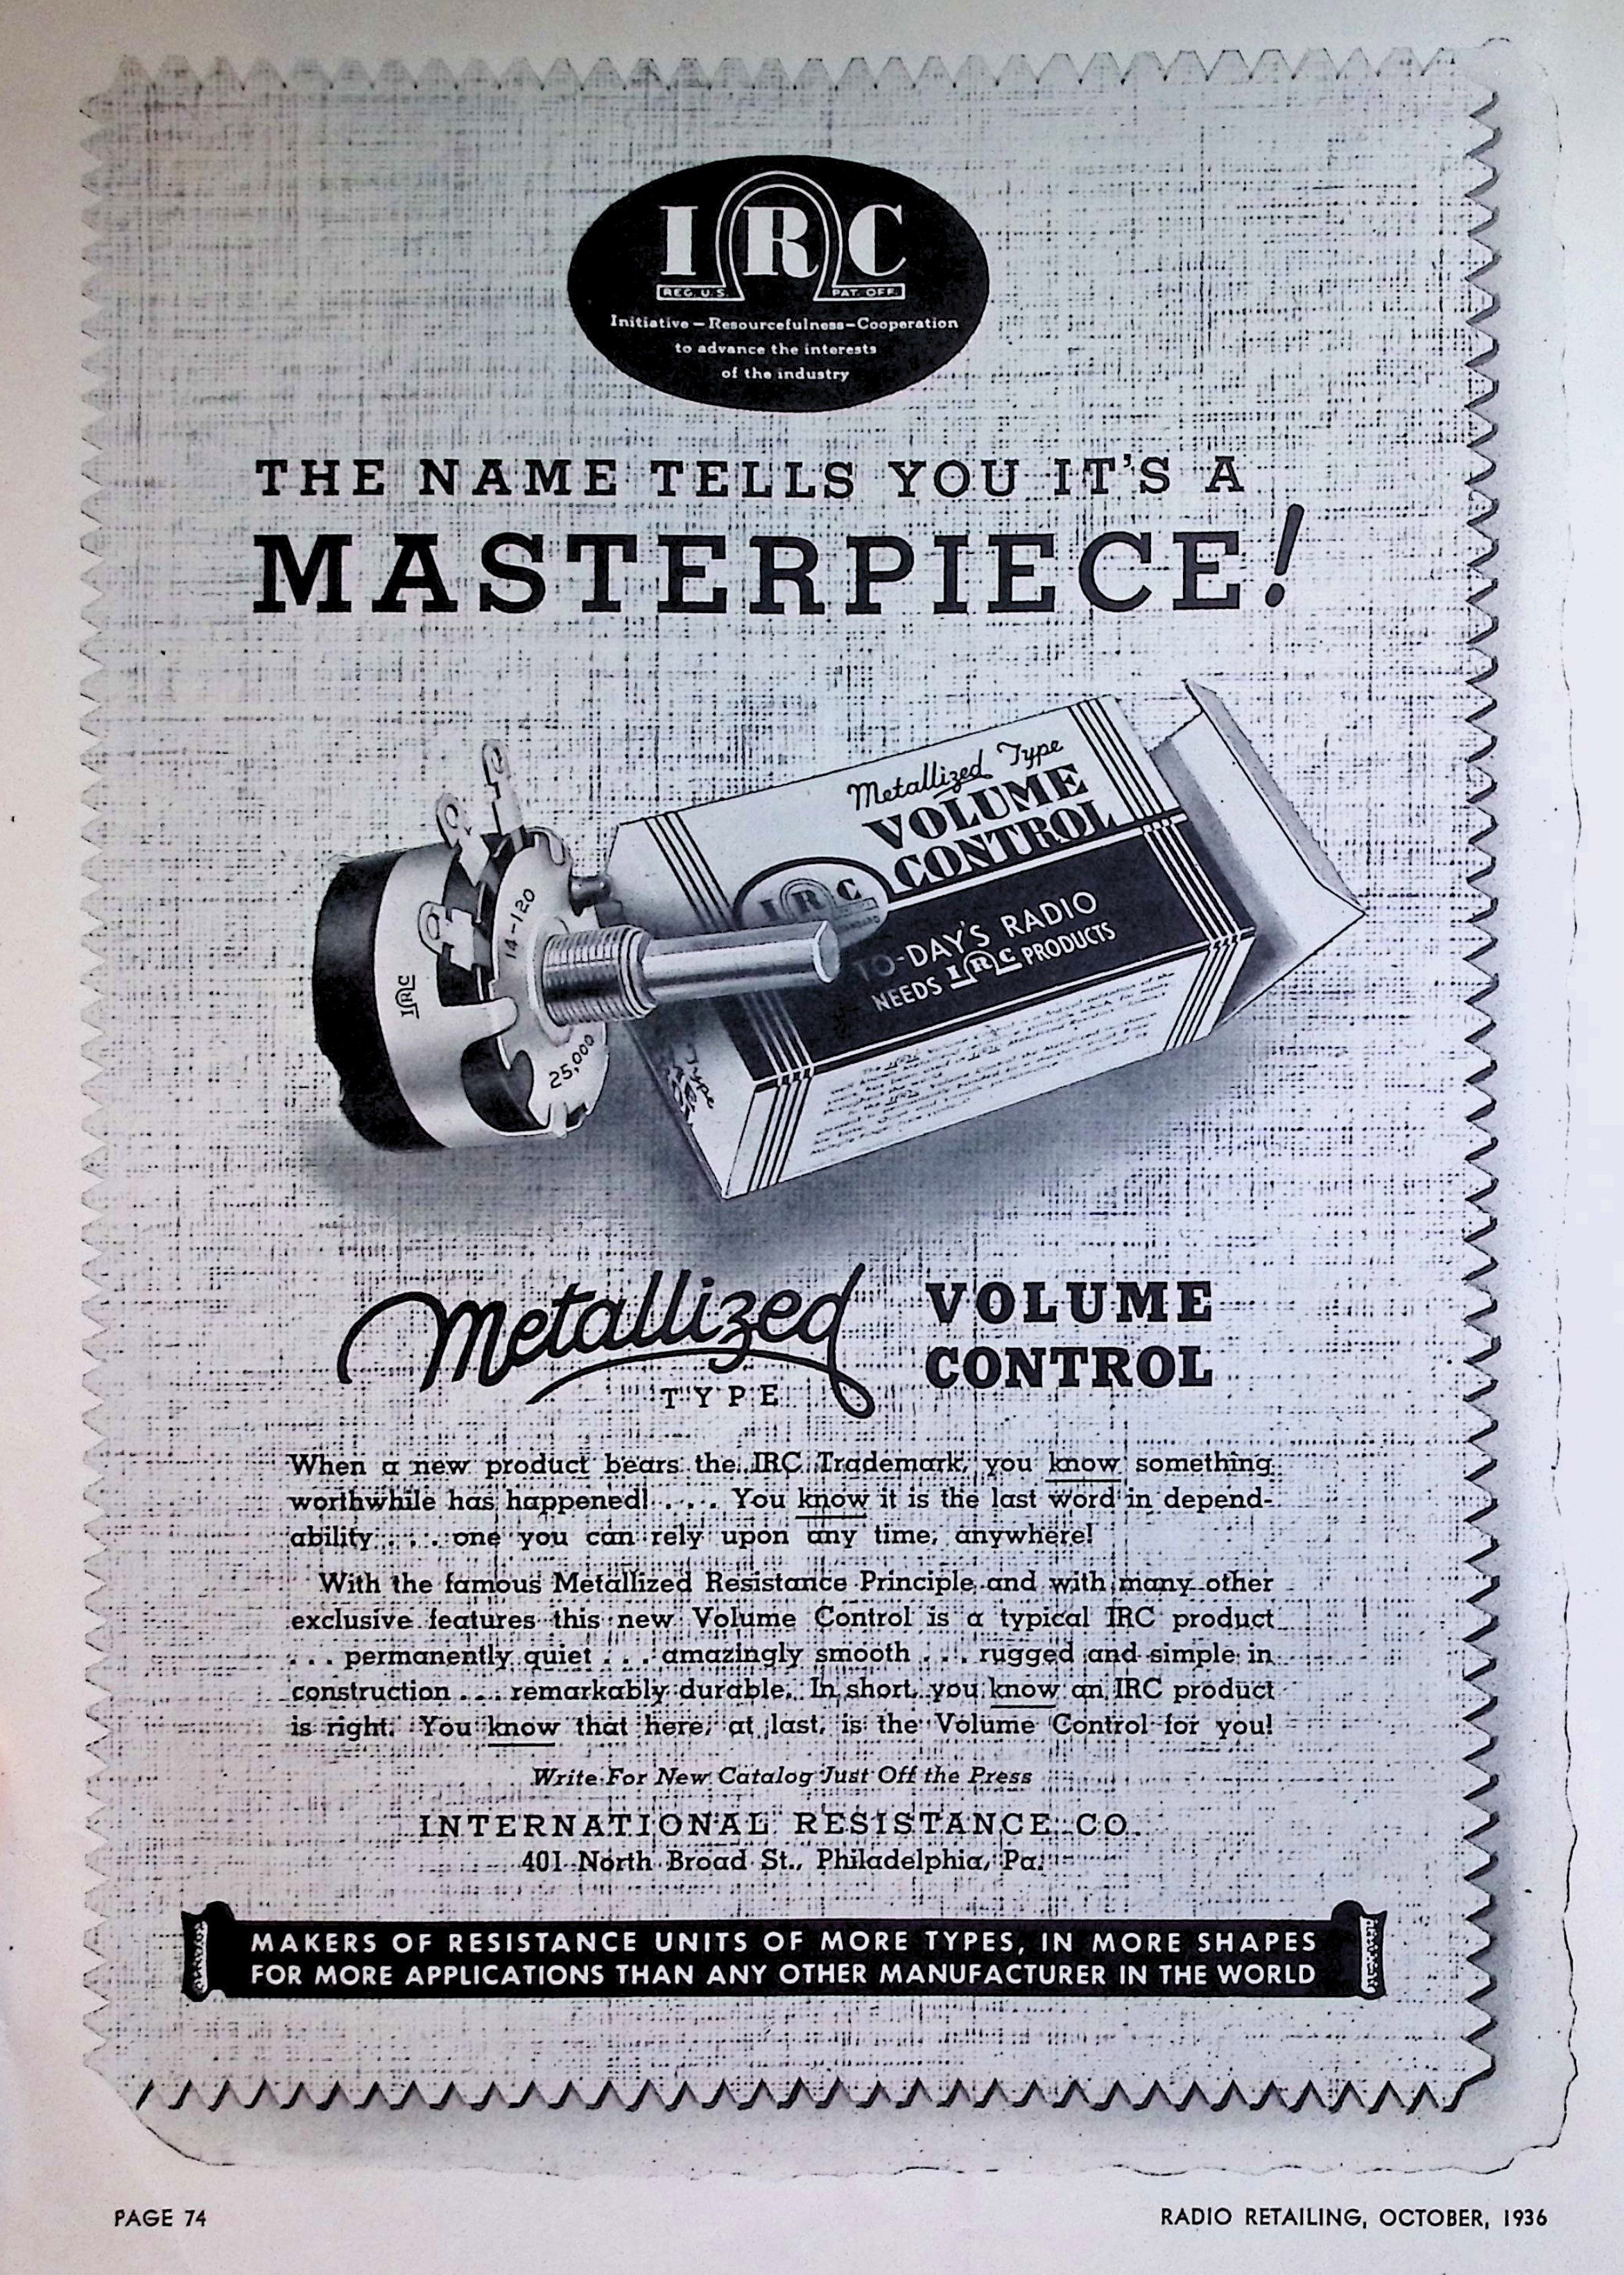 IRC
REG. U.S. PAT. OFF.
Initiative – Resourcefulness – Cooperation
to advance the interests
of the industry
THE NAME TELLS YOU IT'S A
MASTERPIECE!
Metallized Type
VOLUME
CONTROL
IRC
TO-DAY'S RADIO
NEEDS IRC PRODUCTS
Type
IRC
14-120
25,000
Metallized
TYPE
VOLUME
CONTROL
When a new product bears the IRC Trademark, you know something
worthwhile has happened! .... You know it is the last word in depend-
ability .... one you can rely upon any time, anywhere!
With the famous Metallized Resistance Principle and with many other
exclusive features this new Volume Control is a typical IRC product
... permanently quiet ... amazingly smooth ... rugged and simple in
construction ... remarkably durable. In short you know an IRC product
is right. You know that here, at last, is the Volume Control for you!
Write For New Catalog Just Off the Press
INTERNATIONAL RESISTANCE CO.
401 North Broad St., Philadelphia, Pa.
MAKERS OF RESISTANCE UNITS OF MORE TYPES, IN MORE SHAPES
FOR MORE APPLICATIONS THAN ANY OTHER MANUFACTURER IN THE WORLD
PAGE 74
RADIO RETAILING, OCTOBER, 1936